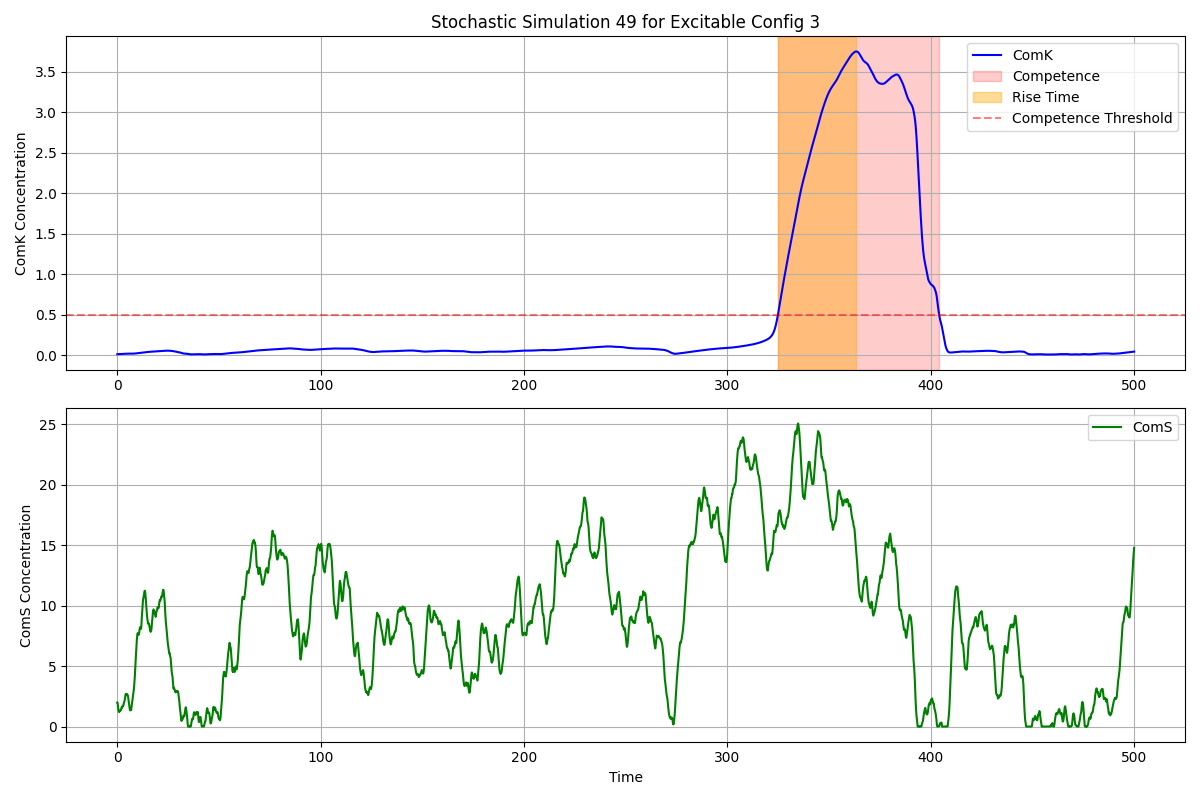 Stochastic Simulation 49 for Excitable Config 3
ComK Concentration
3.5
3.0
2.5
2.0
1.5
1.0
0.5
0.0
ComK
Competence
Rise Time
Competence Threshold
0 100 200 300 400 500
ComS Concentration
25
20
15
10
5
0
ComS
0 100 200 300 400 500
Time